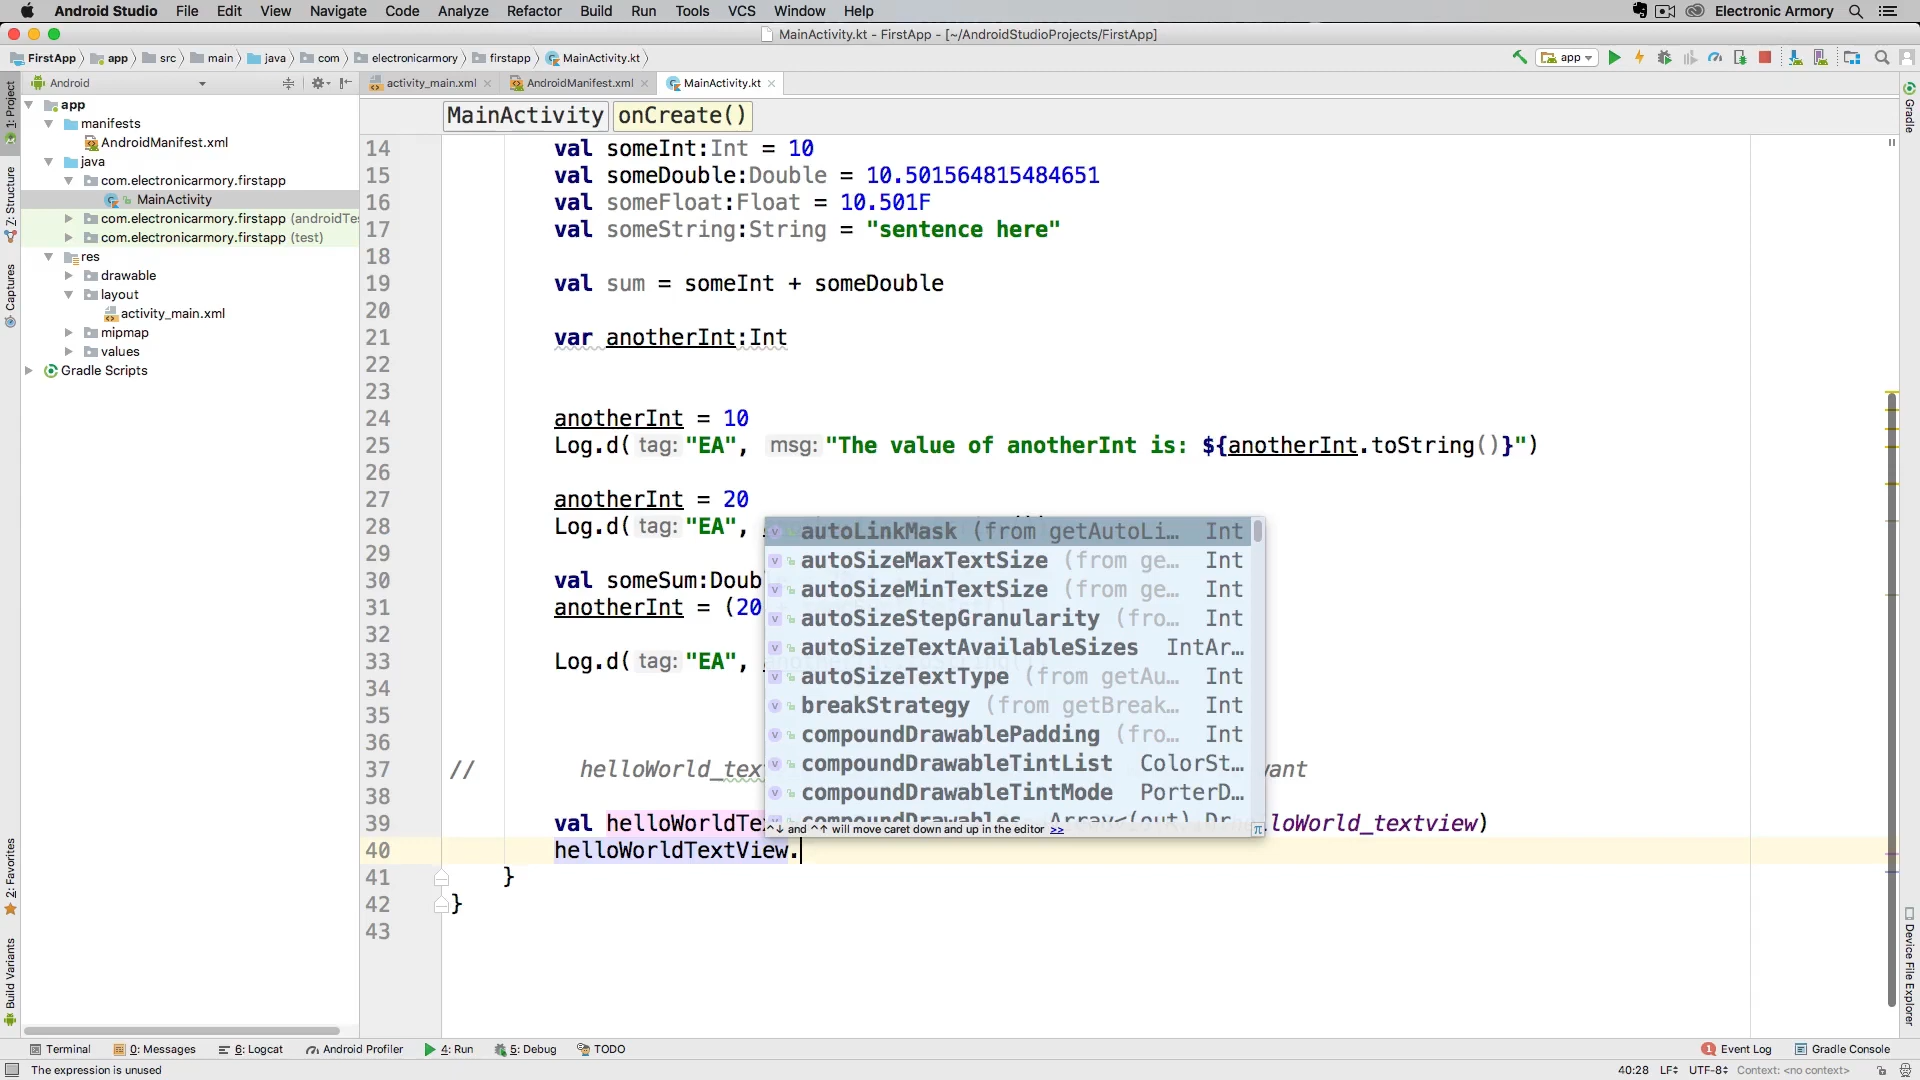 Android Studio File Edit View Navigate Code Analyze Refactor Build Run Tools VCS Window Help Electronic Armory
MainActivity.kt - FirstApp - [~/AndroidStudioProjects/FirstApp]
FirstApp app src main java com electronicarmory firstapp MainActivity.kt app
Android activity_main.xml AndroidManifest.xml MainActivity.kt
MainActivity onCreate()
1: Project
Z: Structure
Captures
2: Favorites
Build Variants
app
manifests
AndroidManifest.xml
java
com.electronicarmory.firstapp
MainActivity
com.electronicarmory.firstapp (androidTes
com.electronicarmory.firstapp (test)
res
drawable
layout
activity_main.xml
mipmap
values
Gradle Scripts
14 val someInt:Int = 10
15 val someDouble:Double = 10.501564815484651
16 val someFloat:Float = 10.501F
17 val someString:String = "sentence here"
18
19 val sum = someInt + someDouble
20
21 var anotherInt:Int
22
23
24 anotherInt = 10
25 Log.d( tag: "EA", msg: "The value of anotherInt is: ${anotherInt.toString()}")
26
27 anotherInt = 20
28 Log.d( tag: "EA",
29
30 val someSum:Doub
31 anotherInt = (20
32
33 Log.d( tag: "EA",
34
35
36
37 // helloWorld_tex vant
38
39 val helloWorldTex loWorld_textview)
40 helloWorldTextView.
41 }
42 }
43
autoLinkMask (from getAutoLi… Int
autoSizeMaxTextSize (from ge… Int
autoSizeMinTextSize (from ge… Int
autoSizeStepGranularity (fro… Int
autoSizeTextAvailableSizes IntAr…
autoSizeTextType (from getAu… Int
breakStrategy (from getBreak… Int
compoundDrawablePadding (fro… Int
compoundDrawableTintList ColorSt…
compoundDrawableTintMode PorterD…
compoundDrawables Array<(out) Dr
^↓ and ^↑ will move caret down and up in the editor >> π
Gradle
Device File Explorer
Terminal 0: Messages 6: Logcat Android Profiler 4: Run 5: Debug TODO 1 Event Log Gradle Console
The expression is unused 40:28 LF÷ UTF-8÷ Context: <no context>